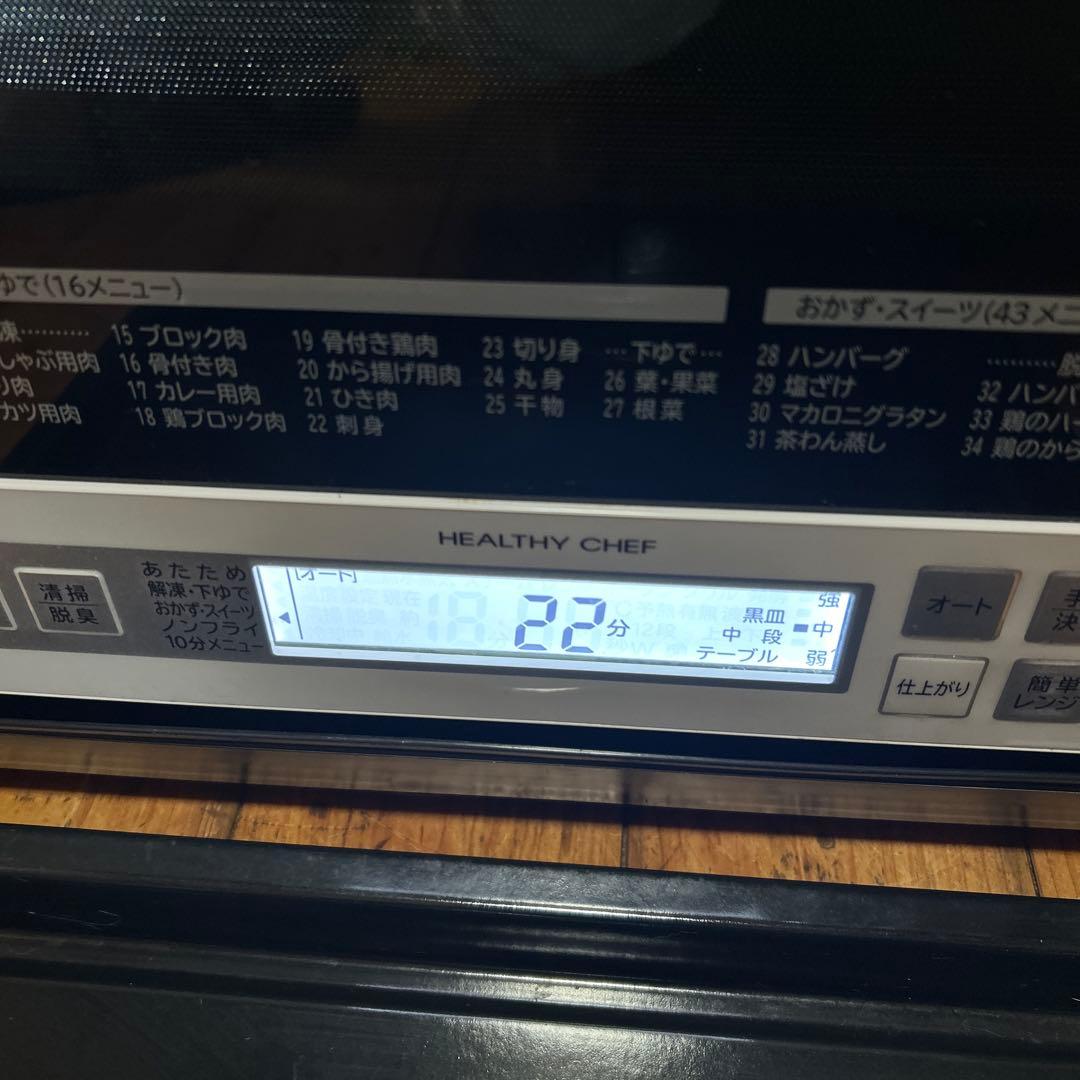 ゆで(16メニュー)
おかず・スイーツ(43メニ
凍………
しゃぶ用肉
り肉
カツ用肉
15 ブロック肉
16 骨付き肉
17 カレー用肉
18 鶏ブロック肉
19 骨付き鶏肉
20 から揚げ用肉
21 ひき肉
22 刺身
23 切り身
24 丸身
25 干物
…下ゆで…
26 葉・果菜
27 根菜
28 ハンバーグ
29 塩ざけ
30 マカロニグラタン
31 茶わん蒸し
32 ハンバ
33 鶏のハー
34 鶏のから
HEALTHY CHEF
清掃
脱臭
あたため
解凍・下ゆで
おかず・スイーツ
ノンフライ
10分メニュー
[オート]
22分
黒皿
中段
テーブル
強
中
弱
オート
仕上がり
手
決
簡単
レンジ